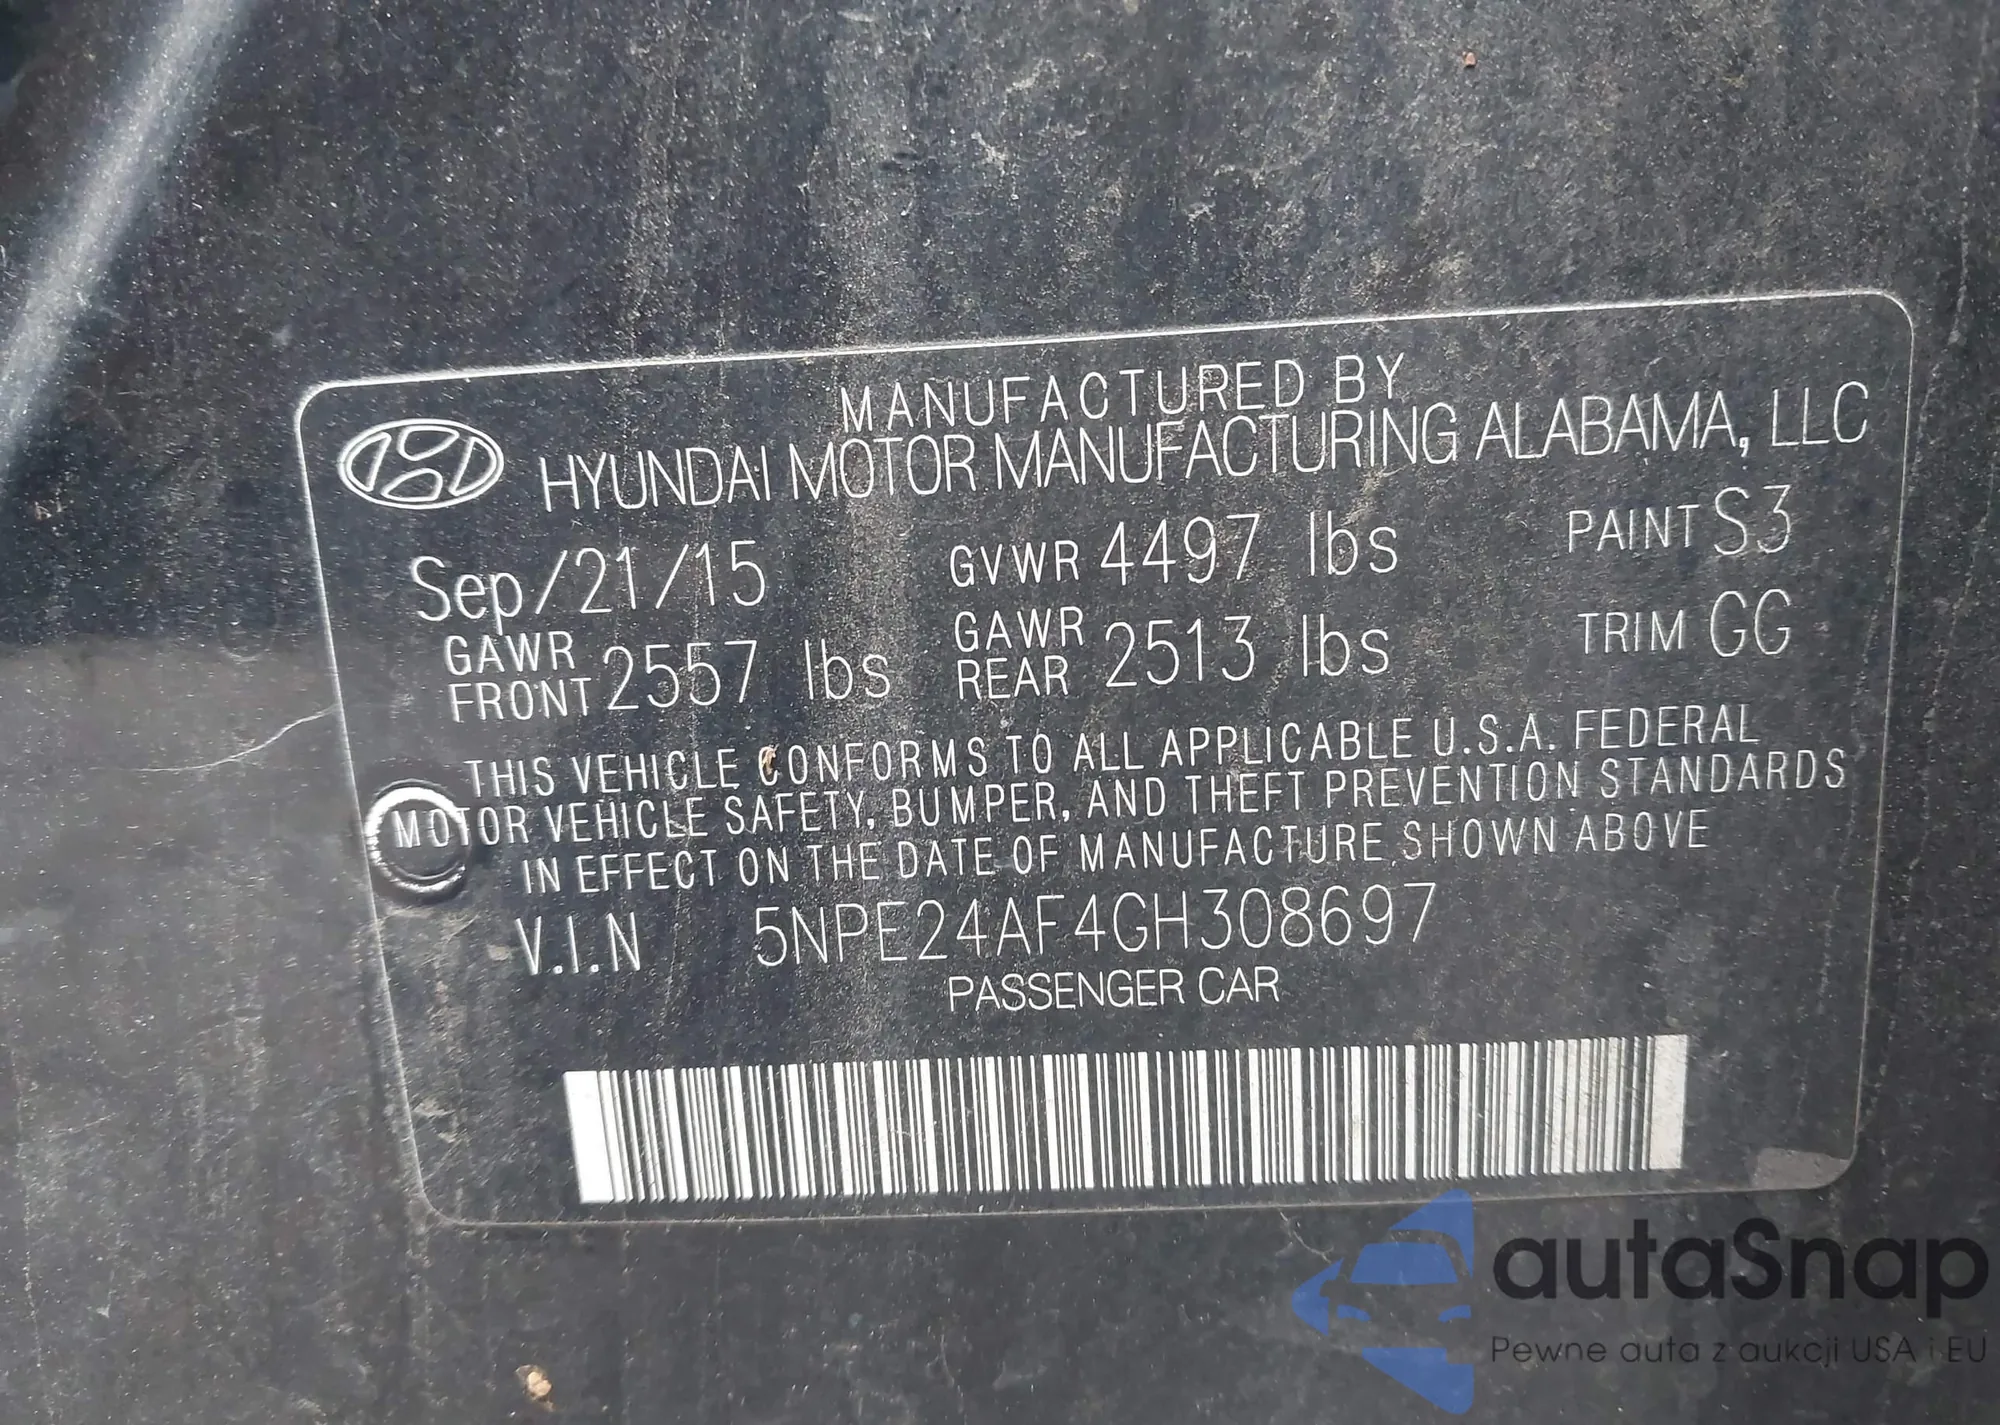 MANUFACTURED BY
HYUNDAI MOTOR MANUFACTURING ALABAMA, LLC
Sep/21/15 GVWR 4497 lbs PAINT S3
GAWR FRONT 2557 lbs GAWR REAR 2513 lbs TRIM GG
THIS VEHICLE CONFORMS TO ALL APPLICABLE U.S.A. FEDERAL
MOTOR VEHICLE SAFETY, BUMPER, AND THEFT PREVENTION STANDARDS
IN EFFECT ON THE DATE OF MANUFACTURE SHOWN ABOVE
V.I.N 5NPE24AF4GH308697
PASSENGER CAR
autaSnap
Pewne auta z aukcji USA i EU